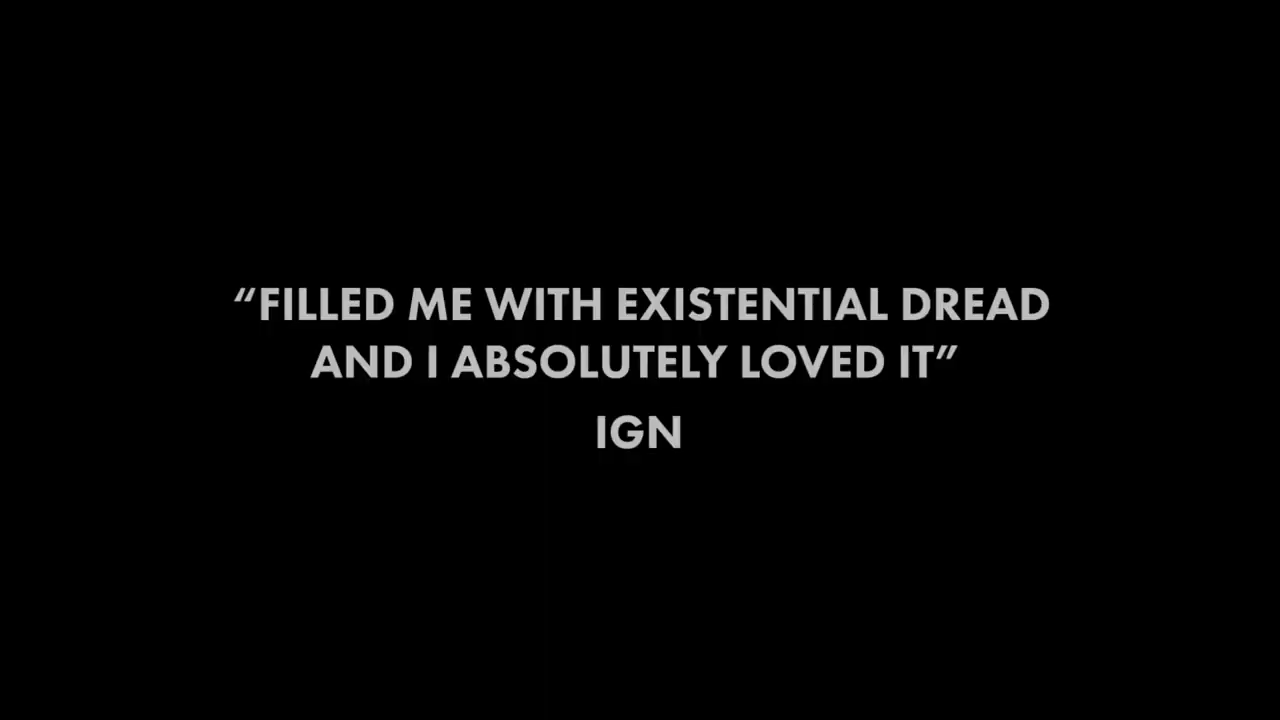 “FILLED ME WITH EXISTENTIAL DREAD
AND I ABSOLUTELY LOVED IT”
IGN